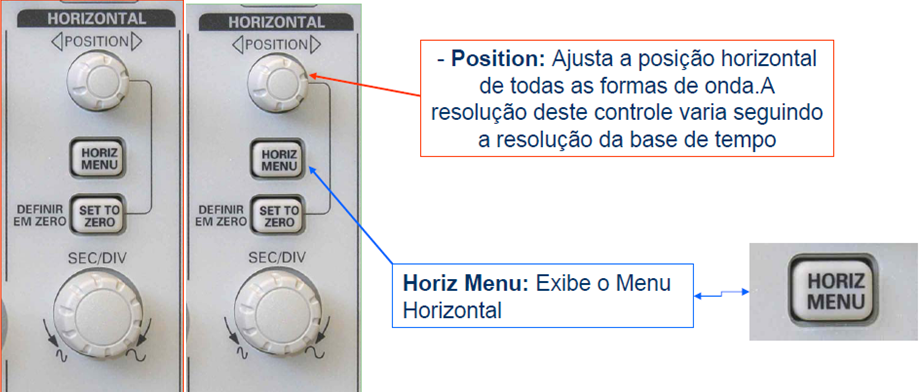 HORIZONTAL
POSITION
HORIZ
MENU
DEFINIR
EM ZERO
SET TO
ZERO
SEC/DIV
HORIZONTAL
POSITION
HORIZ
MENU
DEFINIR
EM ZERO
SET TO
ZERO
SEC/DIV
- Position: Ajusta a posição horizontal
de todas as formas de onda.A
resolução deste controle varia seguindo
a resolução da base de tempo
Horiz Menu: Exibe o Menu
Horizontal
HORIZ
MENU